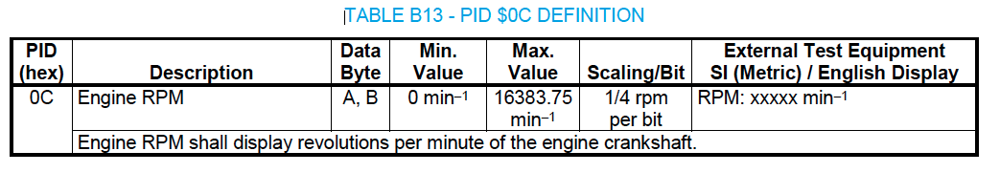 TABLE B13 - PID $0C DEFINITION
PID (hex) Description Data Byte Min. Value Max. Value Scaling/Bit External Test Equipment SI (Metric) / English Display
0C Engine RPM A, B 0 min–1 16383.75 min–1 1/4 rpm per bit RPM: xxxxx min–1
Engine RPM shall display revolutions per minute of the engine crankshaft.